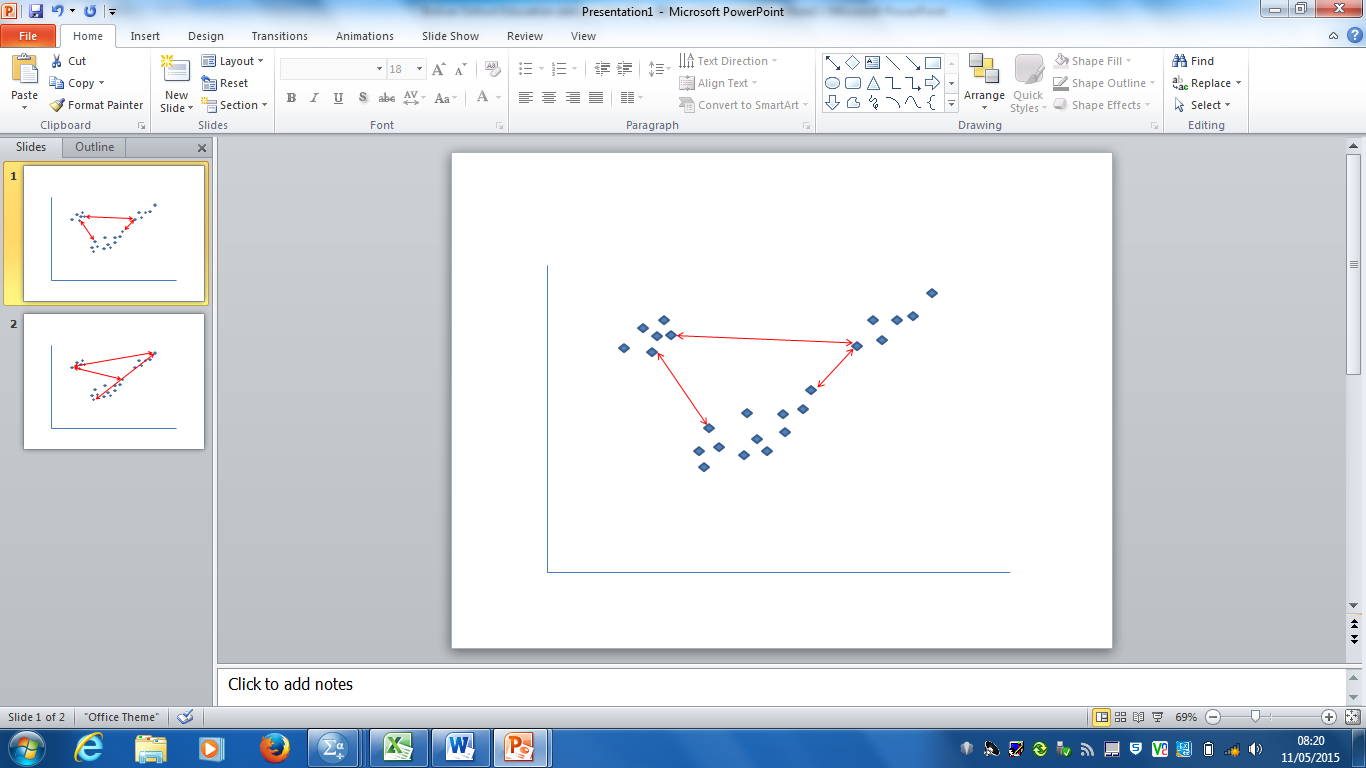 Presentation1 - Microsoft PowerPoint
File Home Insert Design Transitions Animations Slide Show Review View
Paste
Cut
Copy
Format Painter
Clipboard
New Slide
Layout
Reset
Section
Slides
18
B I U S abc AV Aa A
Font
Text Direction
Align Text
Convert to SmartArt
Paragraph
Arrange
Quick Styles
Shape Fill
Shape Outline
Shape Effects
Drawing
Find
Replace
Select
Editing
Slides Outline
1
2
Click to add notes
Slide 1 of 2 "Office Theme" 69%
08:20
11/05/2015